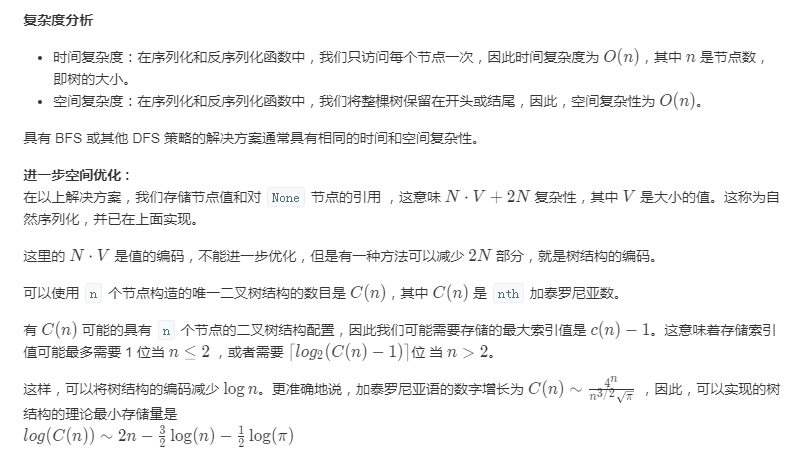 复杂度分析
• 时间复杂度：在序列化和反序列化函数中，我们只访问每个节点一次，因此时间复杂度为 O(n)，其中 n 是节点数，
即树的大小。
• 空间复杂度：在序列化和反序列化函数中，我们将整棵树保留在开头或结尾，因此，空间复杂性为 O(n)。
具有 BFS 或其他 DFS 策略的解决方案通常具有相同的时间和空间复杂性。
进一步空间优化：
在以上解决方案，我们存储节点值和对 None 节点的引用 ，这意味 N · V + 2N 复杂性，其中 V 是大小的值。这称为自
然序列化，并已在上面实现。
这里的 N · V 是值的编码，不能进一步优化，但是有一种方法可以减少 2N 部分，就是树结构的编码。
可以使用 n 个节点构造的唯一二叉树结构的数目是 C(n)，其中 C(n) 是 nth 加泰罗尼亚数。
有 C(n) 可能的具有 n 个节点的二叉树结构配置，因此我们可能需要存储的最大索引值是 c(n) − 1。这意味着存储索引
值可能最多需要 1 位当 n ≤ 2 ，或者需要 ⌈log₂(C(n) − 1)⌉位 当 n > 2。
这样，可以将树结构的编码减少 log n。更准确地说，加泰罗尼亚语的数字增长为 C(n) ∼ 4ⁿ/(n^{3/2}√π) ，因此，可以实现的树
结构的理论最小存储量是
log(C(n)) ∼ 2n − 3/2 log(n) − 1/2 log(π)